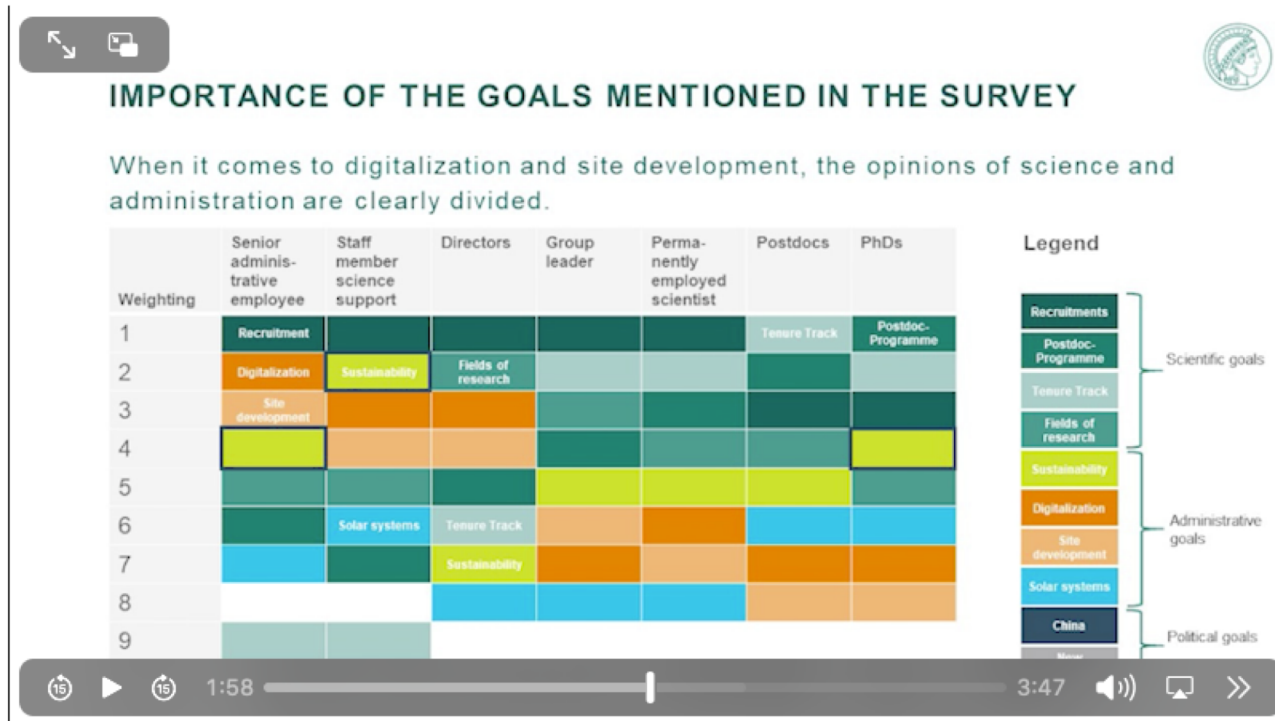 IMPORTANCE OF THE GOALS MENTIONED IN THE SURVEY
When it comes to digitalization and site development, the opinions of science and
administration are clearly divided.
Weighting
Senior
adminis-
trative
employee
Staff
member
science
support
Directors
Group
leader
Perma-
nently
employed
scientist
Postdocs
PhDs
1
Recruitment
Tenure Track
Postdoc-
Programme
2
Digitalization
Sustainability
Fields of
research
3
Site
development
4
5
6
Solar systems
Tenure Track
7
Sustainability
8
9
Legend
Recruitments
Postdoc-
Programme
Tenure Track
Fields of
research
Scientific goals
Sustainability
Digitalization
Site
development
Solar systems
Administrative
goals
China
Political goals
15
15
1:58
3:47